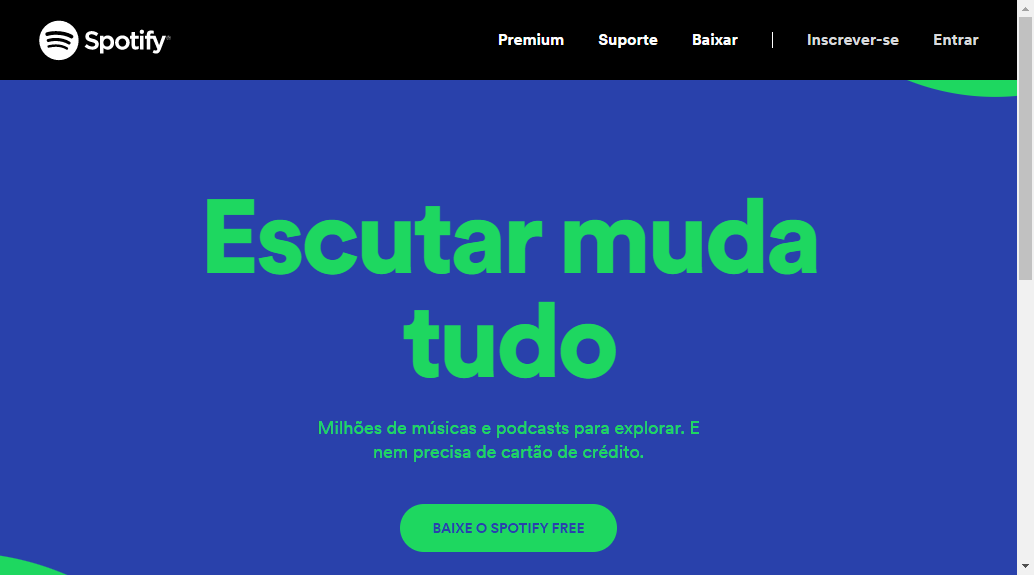 Spotify®
Premium Suporte Baixar | Inscrever-se Entrar
Escutar muda
tudo
Milhões de músicas e podcasts para explorar. E
nem precisa de cartão de crédito.
BAIXE O SPOTIFY FREE